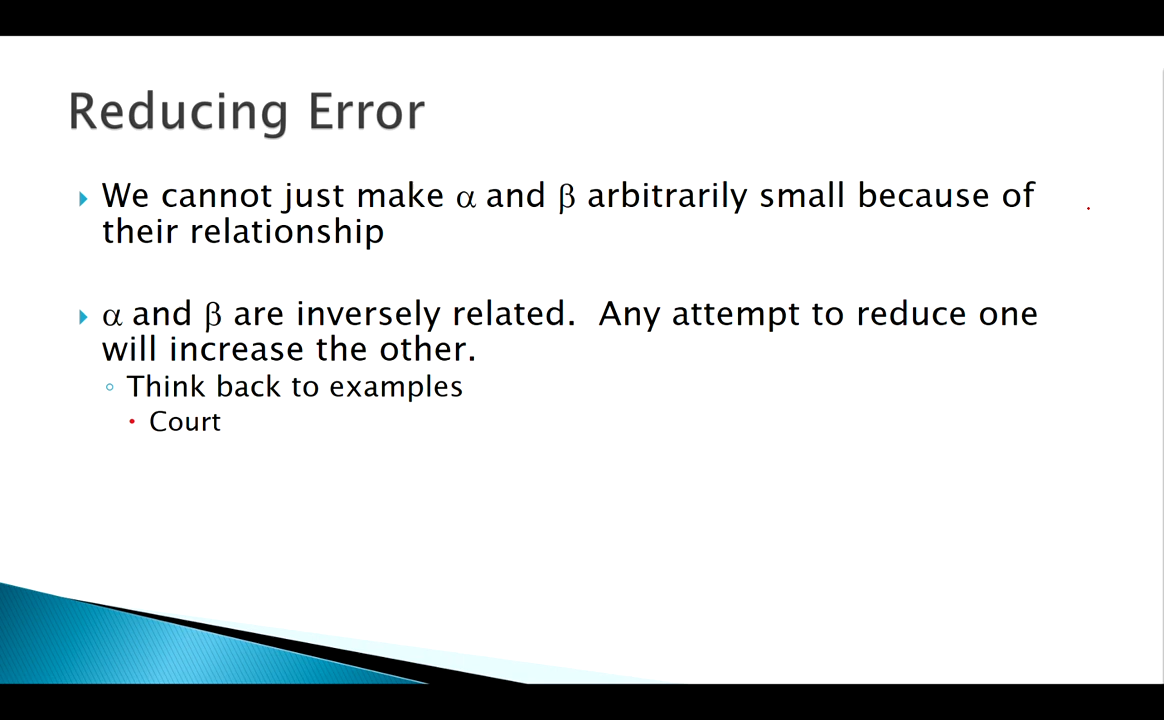 Reducing Error
We cannot just make α and β arbitrarily small because of
their relationship
α and β are inversely related.  Any attempt to reduce one
will increase the other.
Think back to examples
Court